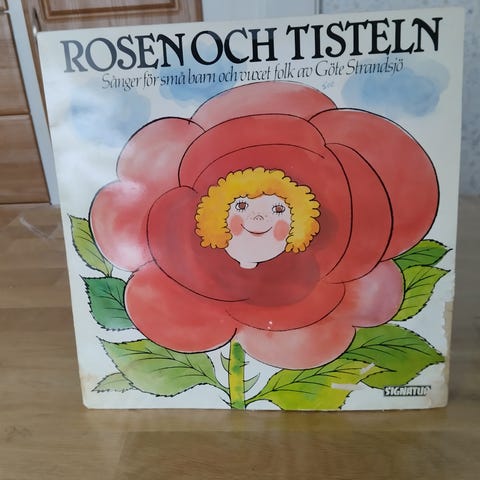 ROSEN OCH TISTELN
Sånger för små barn och vuxet folk av Göte Strandsjö
SIGNATUR